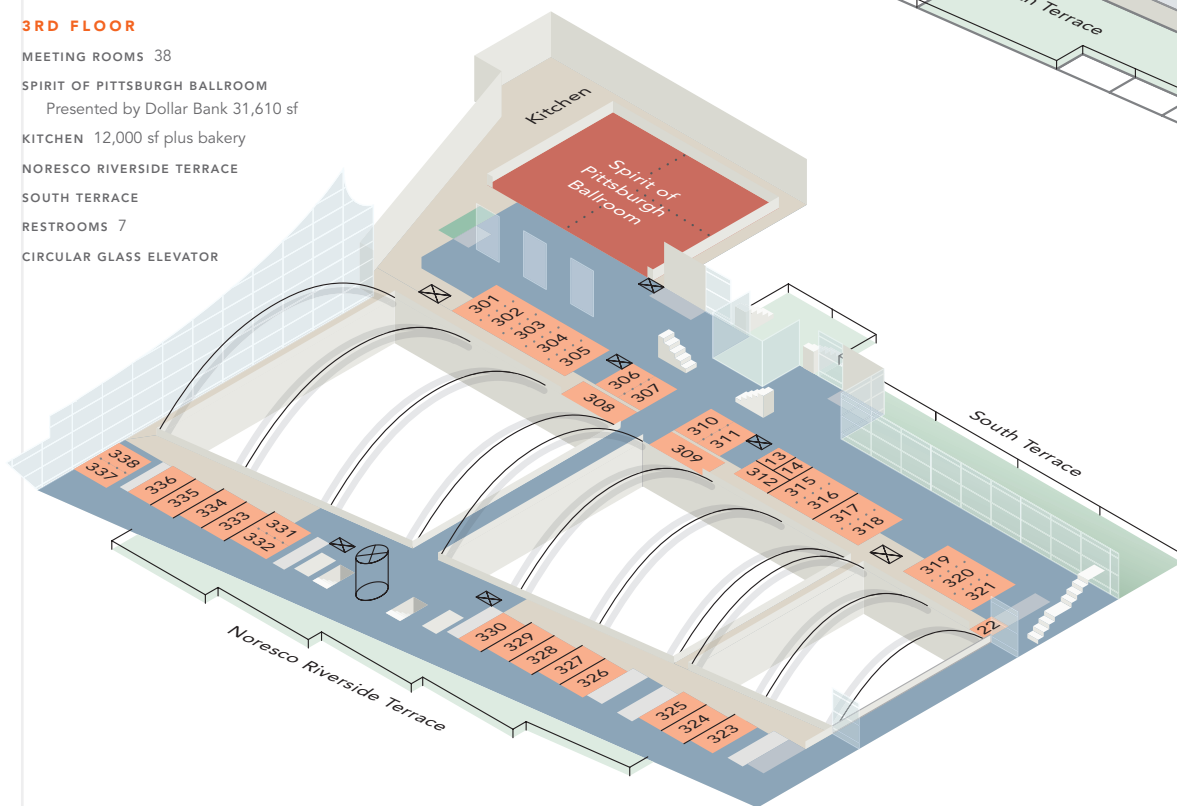 3RD FLOOR
MEETING ROOMS 38
SPIRIT OF PITTSBURGH BALLROOM
Presented by Dollar Bank 31,610 sf
KITCHEN 12,000 sf plus bakery
NORESCO RIVERSIDE TERRACE
SOUTH TERRACE
RESTROOMS 7
CIRCULAR GLASS ELEVATOR
Terrace
Kitchen
Spirit of
Pittsburgh
Ballroom
301
302
303
304
305
306
307
308
310
311
309
13
14
312
315
316
317
318
319
320
321
22
South Terrace
338
337
336
335
334
333
331
332
330
329
328
327
326
325
324
323
Noresco Riverside Terrace